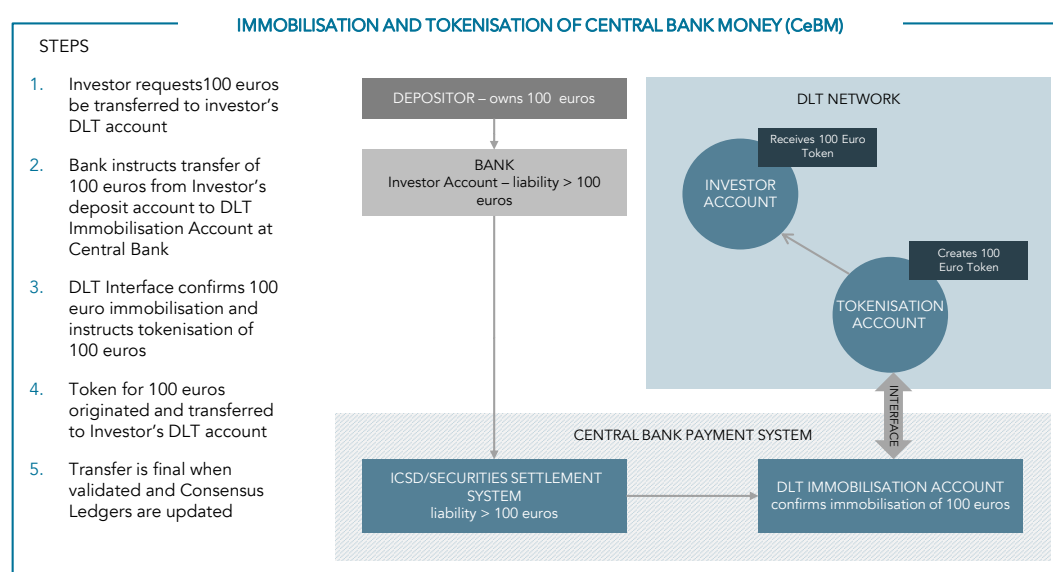 IMMOBILISATION AND TOKENISATION OF CENTRAL BANK MONEY (CeBM)
STEPS
1. Investor requests100 euros
be transferred to investor's
DLT account
2. Bank instructs transfer of
100 euros from Investor's
deposit account to DLT
Immobilisation Account at
Central Bank
3. DLT Interface confirms 100
euro immobilisation and
instructs tokenisation of
100 euros
4. Token for 100 euros
originated and transferred
to Investor's DLT account
5. Transfer is final when
validated and Consensus
Ledgers are updated
DEPOSITOR – owns 100 euros
BANK
Investor Account – liability > 100
euros
DLT NETWORK
Receives 100 Euro
Token
INVESTOR
ACCOUNT
Creates 100
Euro Token
TOKENISATION
ACCOUNT
INTERFACE
CENTRAL BANK PAYMENT SYSTEM
ICSD/SECURITIES SETTLEMENT
SYSTEM
liability > 100 euros
DLT IMMOBILISATION ACCOUNT
confirms immobilisation of 100 euros